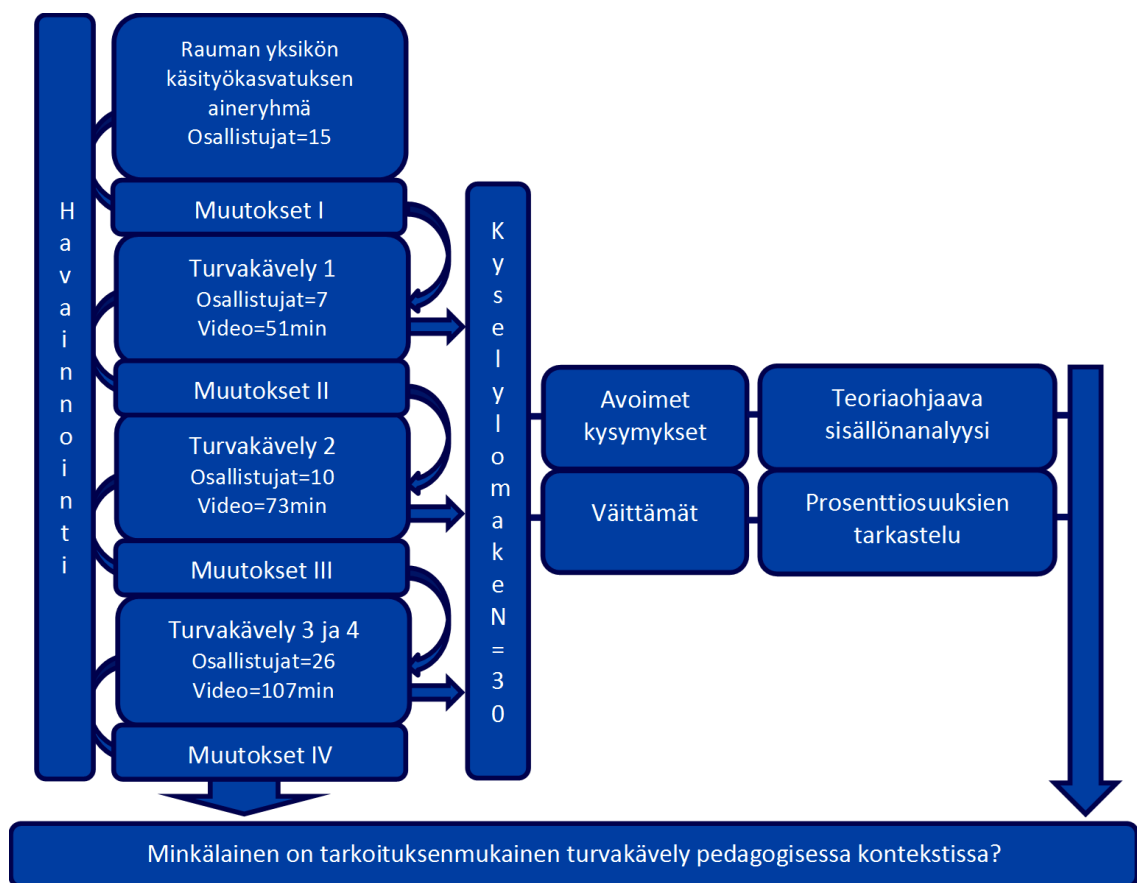 Havainnointi
Rauman yksikön
käsityökasvatuksen
aineryhmä
Osallistujat=15
Muutokset I
Turvakävely 1
Osallistujat=7
Video=51min
Muutokset II
Turvakävely 2
Osallistujat=10
Video=73min
Muutokset III
Turvakävely 3 ja 4
Osallistujat=26
Video=107min
Muutokset IV
KyselylomakeN=30
Avoimet
kysymykset
Teoriaohjaava
sisällönanalyysi
Väittämät
Prosenttiosuuksien
tarkastelu
Minkälainen on tarkoituksenmukainen turvakävely pedagogisessa kontekstissa?